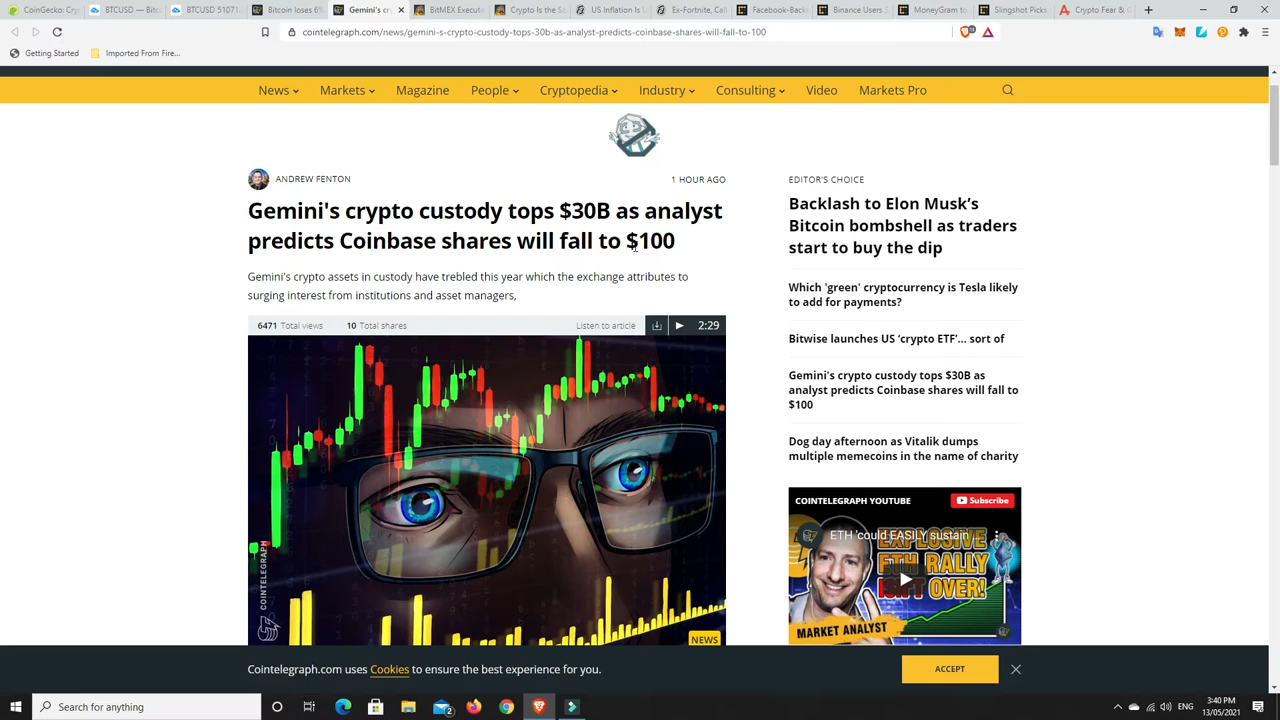 CoinGecko: Cryp
BTCUSD — Bitc
BTCUSD 51071
Bitcoin loses 6%
Gemini's cr
BitMEX Execute
Crypto Is the Se
US Inflation Is U
Ex-Fortnite, Call
Facebook-Back
Binance Users S
MoneyGram to
Slingshot Picks
Crypto Fear & G
cointelegraph.com/news/gemini-s-crypto-custody-tops-30b-as-analyst-predicts-coinbase-shares-will-fall-to-100
Getting Started
Imported From Fire...
News
Markets
Magazine
People
Cryptopedia
Industry
Consulting
Video
Markets Pro
ANDREW FENTON
1 HOUR AGO
Gemini's crypto custody tops $30B as analyst
predicts Coinbase shares will fall to $100
Gemini's crypto assets in custody have trebled this year which the exchange attributes to
surging interest from institutions and asset managers,
6471 Total views
10 Total shares
Listen to article
2:29
COINTELEGRAPH
NEWS
EDITOR'S CHOICE
Backlash to Elon Musk's
Bitcoin bombshell as traders
start to buy the dip
Which 'green' cryptocurrency is Tesla likely
to add for payments?
Bitwise launches US 'crypto ETF'... sort of
Gemini's crypto custody tops $30B as
analyst predicts Coinbase shares will fall to
$100
Dog day afternoon as Vitalik dumps
multiple memecoins in the name of charity
COINTELEGRAPH YOUTUBE
Subscribe
ETH 'could EASILY sustain
EXPLOSIVE
ETH RALLY
ISN'T OVER!
MARKET ANALYST
Cointelegraph.com uses Cookies to ensure the best experience for you.
ACCEPT
Search for anything
2
ENG
3:40 PM
13/05/2021